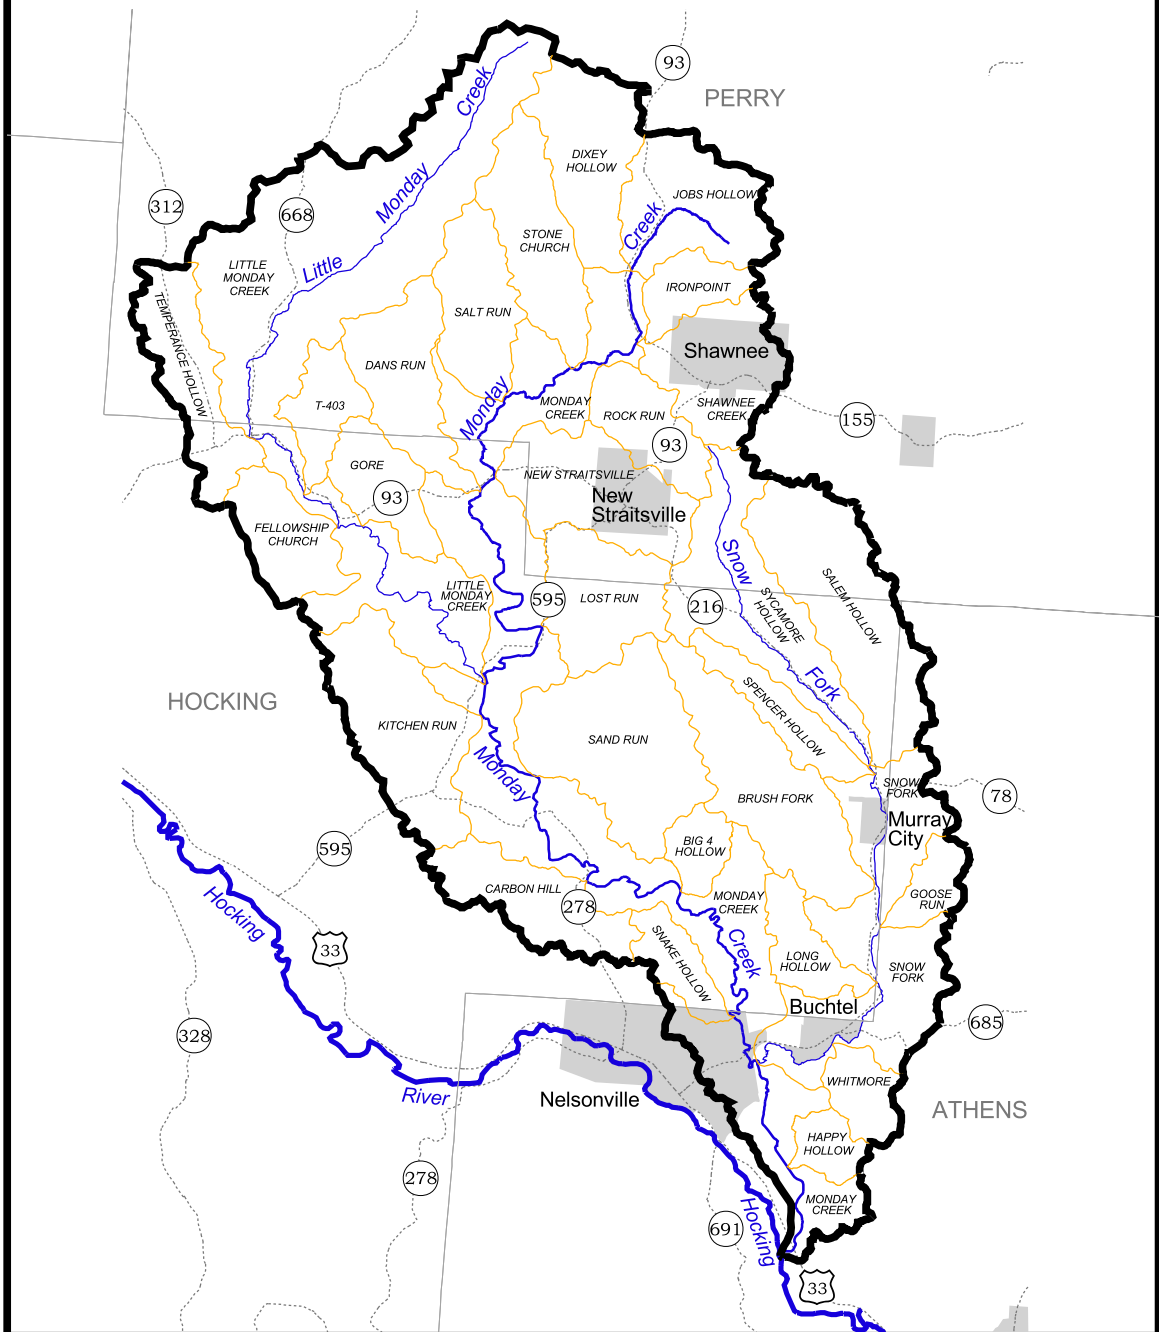 93
PERRY
Creek
Monday
Little
DIXEY
HOLLOW
JOBS HOLLOW
312
668
Creek
STONE
CHURCH
LITTLE
MONDAY
CREEK
IRONPOINT
TEMPERANCE HOLLOW
SALT RUN
Shawnee
DANS RUN
T-403
Monday
MONDAY
CREEK
ROCK RUN
SHAWNEE
CREEK
155
93
GORE
NEW STRAITSVILLE
93
New
Straitsville
FELLOWSHIP
CHURCH
Snow
Fork
LITTLE
MONDAY
CREEK
595
LOST RUN
216
SYCAMORE
HOLLOW
SALEM HOLLOW
HOCKING
KITCHEN RUN
SAND RUN
SPENCER HOLLOW
Monday
BRUSH FORK
SNOW
FORK
78
Murray
City
595
BIG 4
HOLLOW
CARBON HILL
278
MONDAY
CREEK
GOOSE
RUN
Hocking
33
SNAKE HOLLOW
Creek
LONG
HOLLOW
SNOW
FORK
Buchtel
328
685
River
Nelsonville
WHITMORE
ATHENS
HAPPY
HOLLOW
278
MONDAY
CREEK
691
Hocking
33